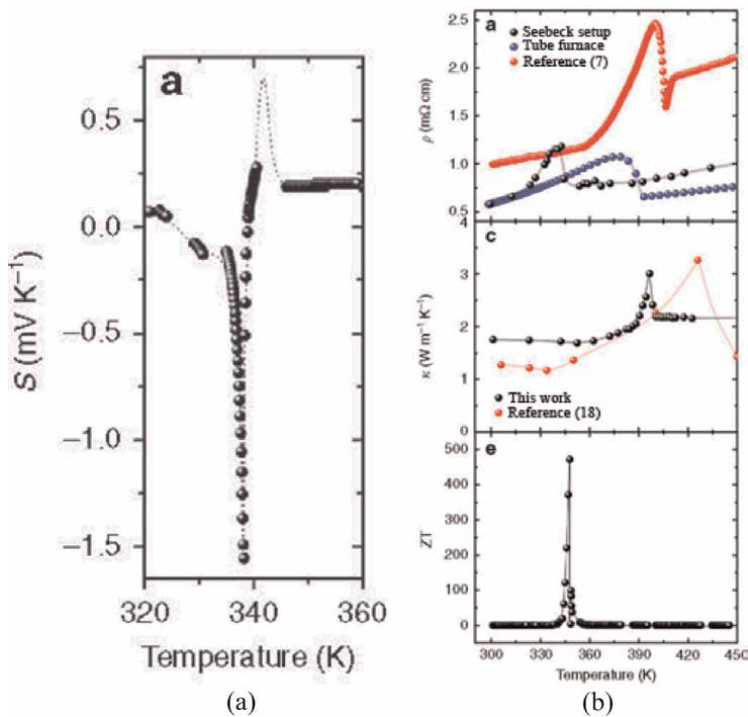 a
0.5
0.0
−0.5
−1.0
−1.5
S (mV K⁻¹)
320 340 360
Temperature (K)
(a)
a
Seebeck setup
Tube furnace
Reference (7)
2.5
2.0
1.5
1.0
0.5
ρ (mΩ cm)
c
4
3
2
1
0
κ (W m⁻¹ K⁻¹)
This work
Reference (18)
e
500
400
300
200
100
0
ZT
300 330 360 390 420 450
Temperature (K)
(b)